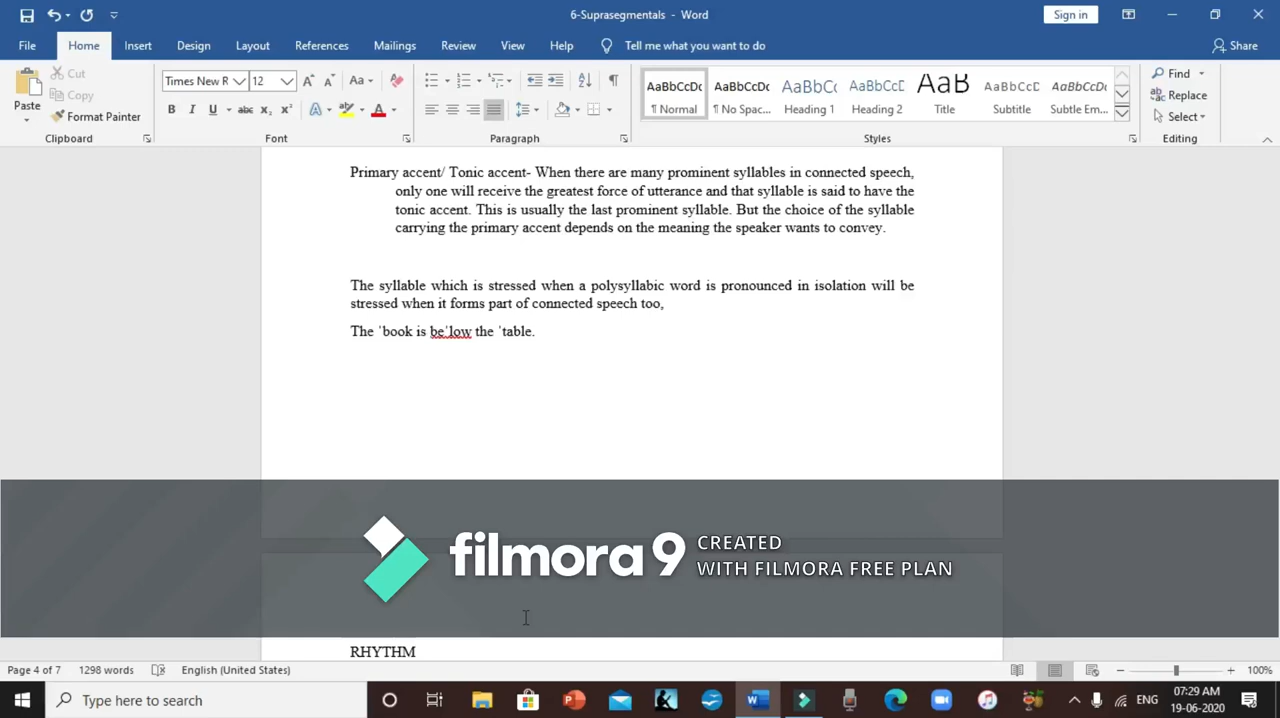 6-Suprasegmentals - Word
Sign in
File Home Insert Design Layout References Mailings Review View Help Tell me what you want to do Share
Paste Cut Copy Format Painter
Times New R 12
AaBbCcDc AaBbCcDc AaBbCc AaBbCcD AaB AaBbCcD AaBbCcDc
¶ Normal ¶ No Spac... Heading 1 Heading 2 Title Subtitle Subtle Em...
Find Replace Select
Clipboard Font Paragraph Styles Editing
Primary accent/ Tonic accent- When there are many prominent syllables in connected speech,
only one will receive the greatest force of utterance and that syllable is said to have the
tonic accent. This is usually the last prominent syllable. But the choice of the syllable
carrying the primary accent depends on the meaning the speaker wants to convey.
The syllable which is stressed when a polysyllabic word is pronounced in isolation will be
stressed when it forms part of connected speech too,
The ˈbook is beˈlow the ˈtable.
filmora 9 CREATED
WITH FILMORA FREE PLAN
RHYTHM
Page 4 of 7 1298 words English (United States) 100%
Type here to search ENG 07:29 AM
19-06-2020